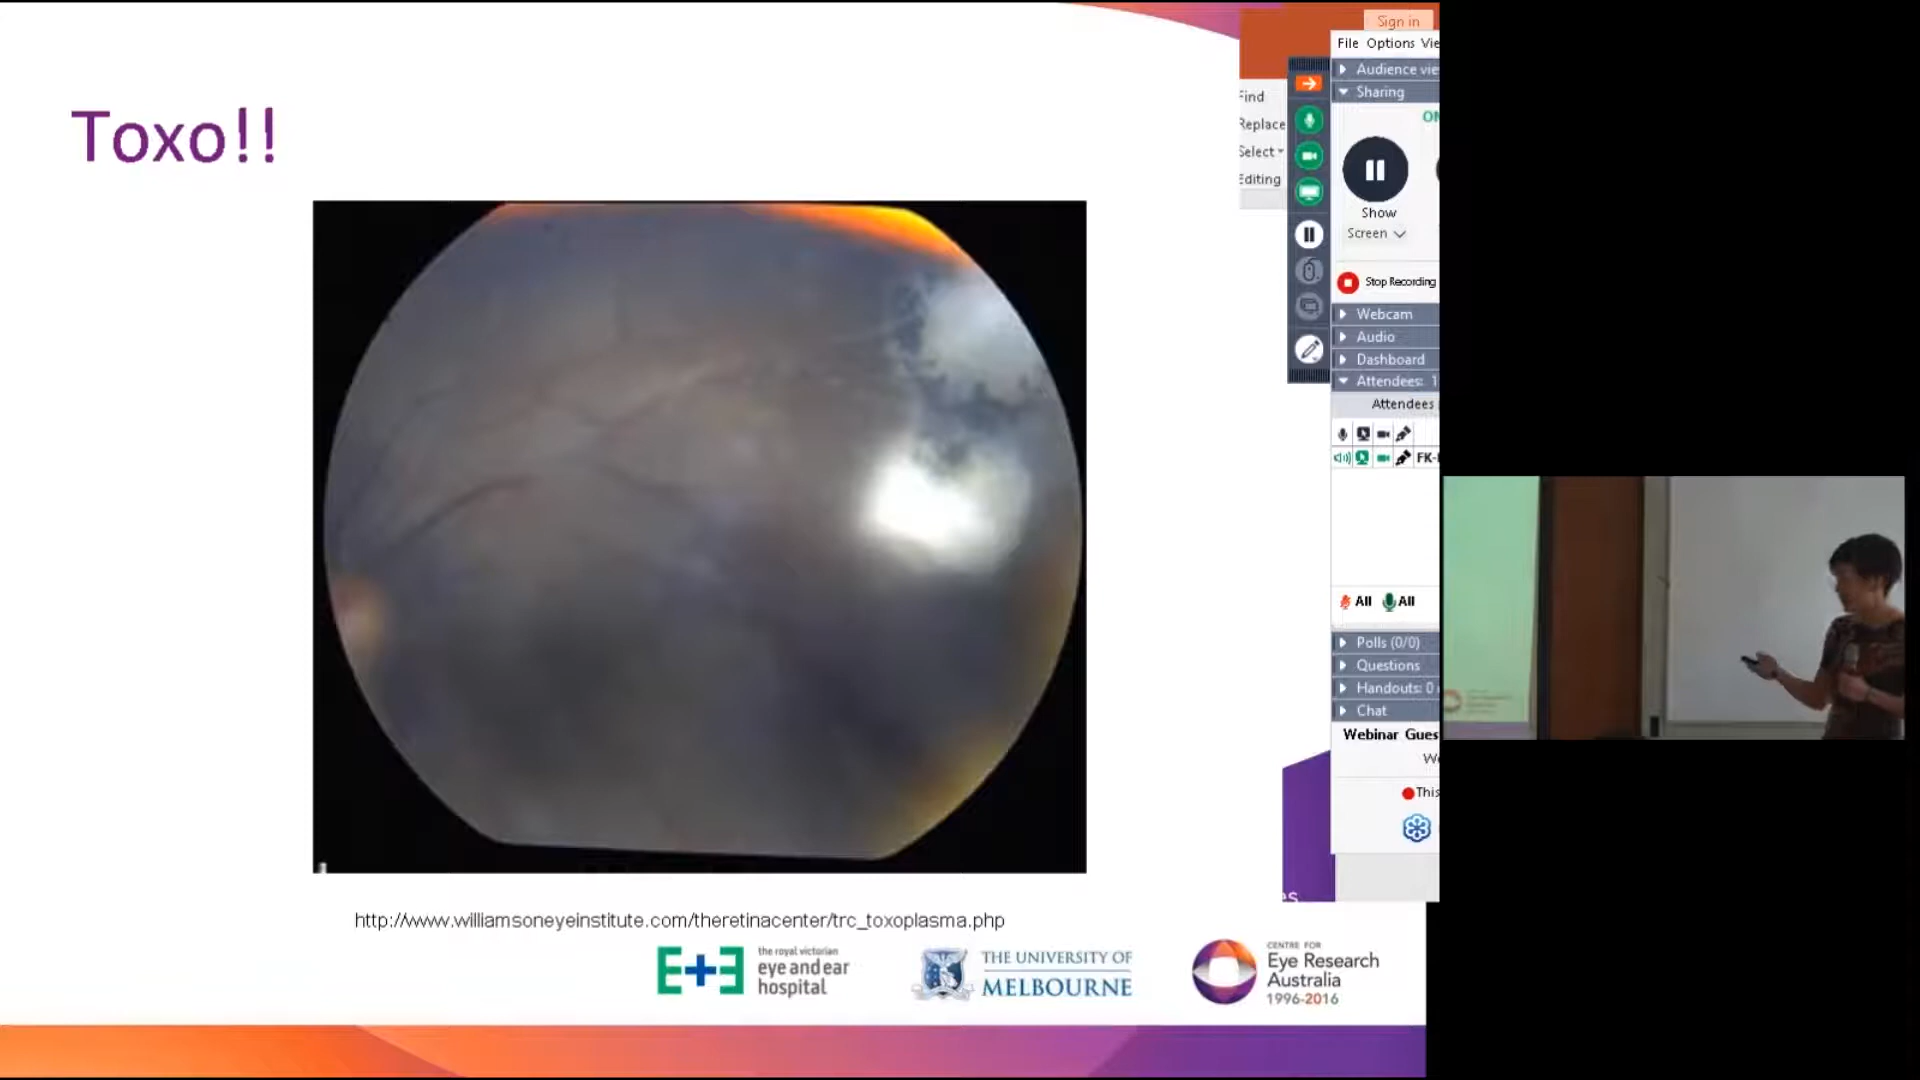 Toxo!!
http://www.williamsoneyeinstitute.com/theretinacenter/trc_toxoplasma.php
the royal victorian
eye and ear
hospital
THE UNIVERSITY OF
MELBOURNE
CENTRE FOR
Eye Research
Australia
1996-2016
Sign in
File Options Vie
Find
Replace
Select
Editing
Audience vie
Sharing
ON
Show
Screen
Stop Recording
Webcam
Audio
Dashboard
Attendees: 1
Attendees
FK-
All All
Polls (0/0)
Questions
Handouts: 0
Chat
Webinar Gues
We
This
es